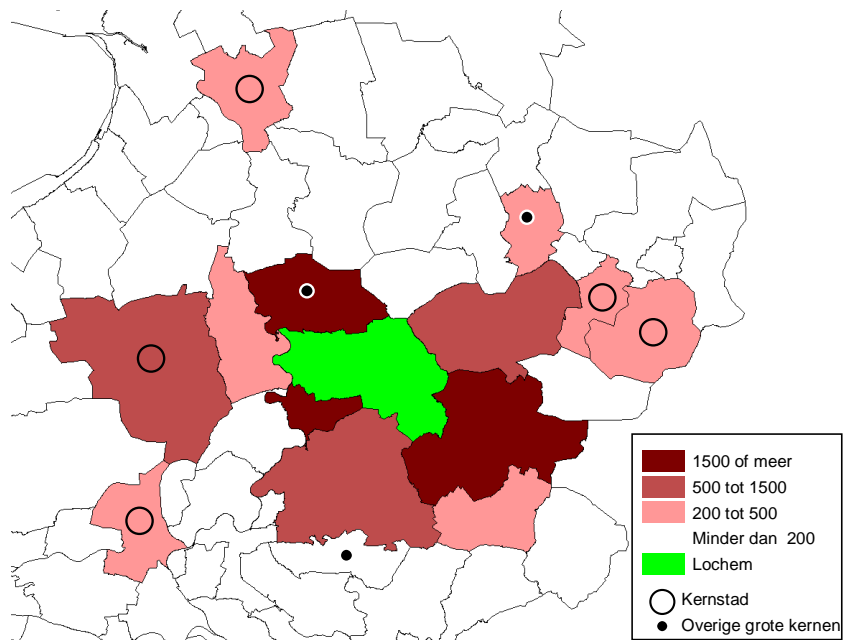 1500 of meer
500 tot 1500
200 tot 500
Minder dan 200
Lochem
Kernstad
Overige grote kernen